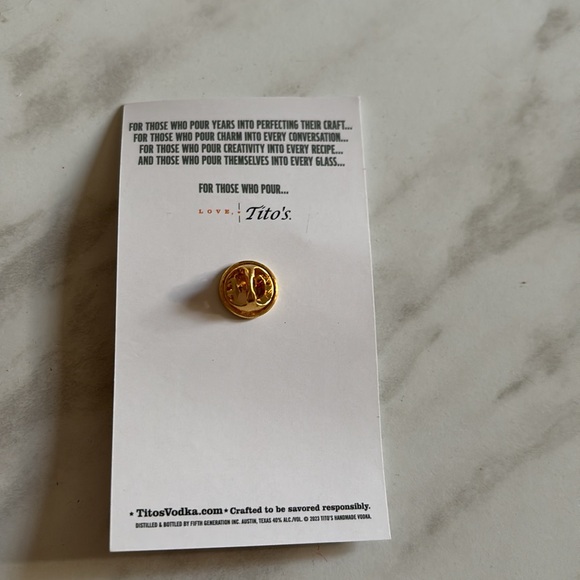 FOR THOSE WHO POUR YEARS INTO PERFECTING THEIR CRAFT...
FOR THOSE WHO POUR CHARM INTO EVERY CONVERSATION...
FOR THOSE WHO POUR CREATIVITY INTO EVERY RECIPE...
AND THOSE WHO POUR THEMSELVES INTO EVERY GLASS...
FOR THOSE WHO POUR...
LOVE, Tito's.
* TitosVodka.com * Crafted to be savored responsibly.
DISTILLED & BOTTLED BY FIFTH GENERATION INC. AUSTIN, TEXAS 40% ALC./VOL. © 2023 TITO'S HANDMADE VODKA.